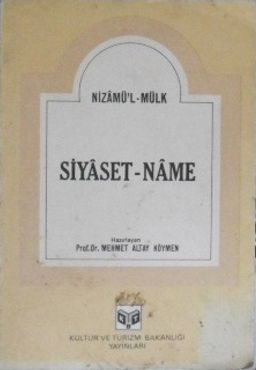 NİZÂMÜ'L-MÜLK
SİYÂSET-NÂME
Hazırlayan
Prof. Dr. MEHMET ALTAY KÖYMEN
KÜLTÜR VE TURİZM BAKANLIĞI
YAYINLARI